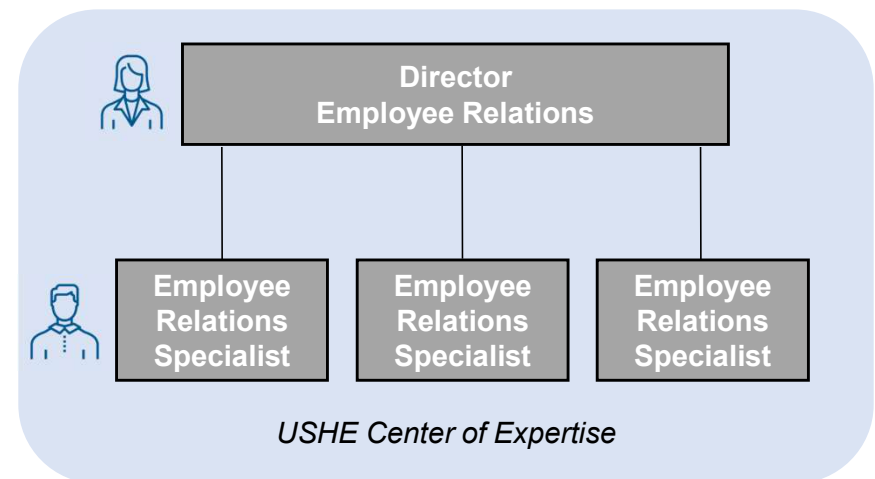 Director
Employee Relations
Employee
Relations
Specialist
Employee
Relations
Specialist
Employee
Relations
Specialist
USHE Center of Expertise